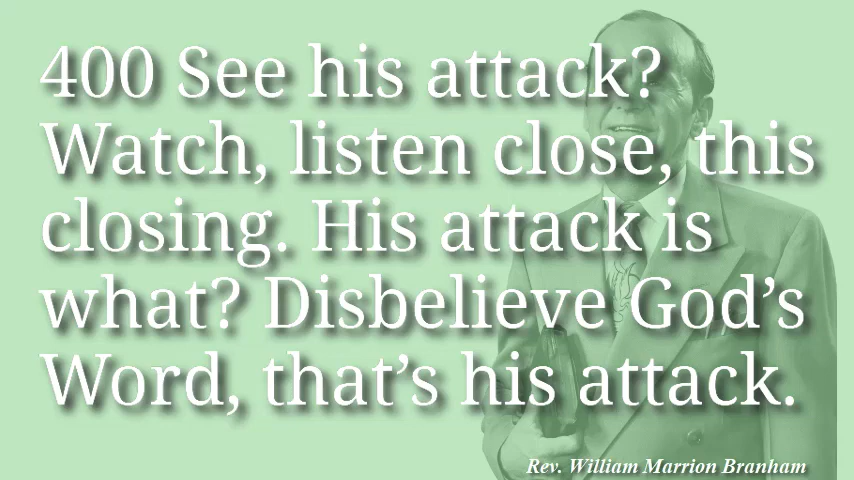 400 See his attack?
Watch, listen close, this
closing. His attack is
what? Disbelieve God’s
Word, that’s his attack.
Rev. William Marrion Branham